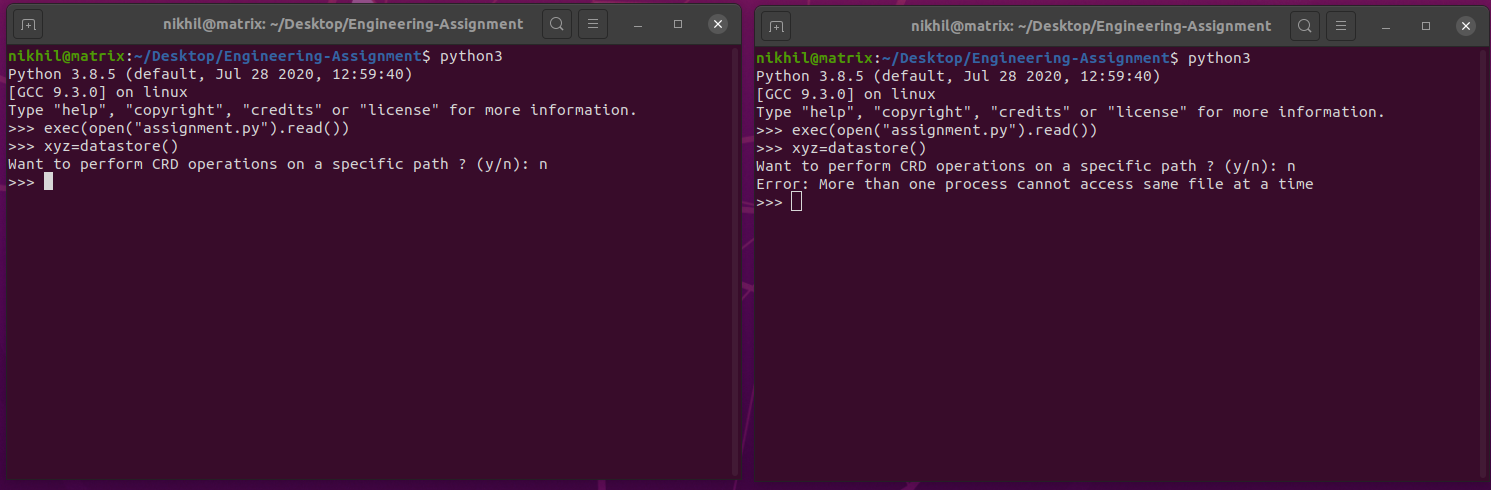 nikhil@matrix: ~/Desktop/Engineering-Assignment
nikhil@matrix:~/Desktop/Engineering-Assignment$ python3
Python 3.8.5 (default, Jul 28 2020, 12:59:40)
[GCC 9.3.0] on linux
Type "help", "copyright", "credits" or "license" for more information.
>>> exec(open("assignment.py").read())
>>> xyz=datastore()
Want to perform CRD operations on a specific path ? (y/n): n
>>>
nikhil@matrix: ~/Desktop/Engineering-Assignment
nikhil@matrix:~/Desktop/Engineering-Assignment$ python3
Python 3.8.5 (default, Jul 28 2020, 12:59:40)
[GCC 9.3.0] on linux
Type "help", "copyright", "credits" or "license" for more information.
>>> exec(open("assignment.py").read())
>>> xyz=datastore()
Want to perform CRD operations on a specific path ? (y/n): n
Error: More than one process cannot access same file at a time
>>>